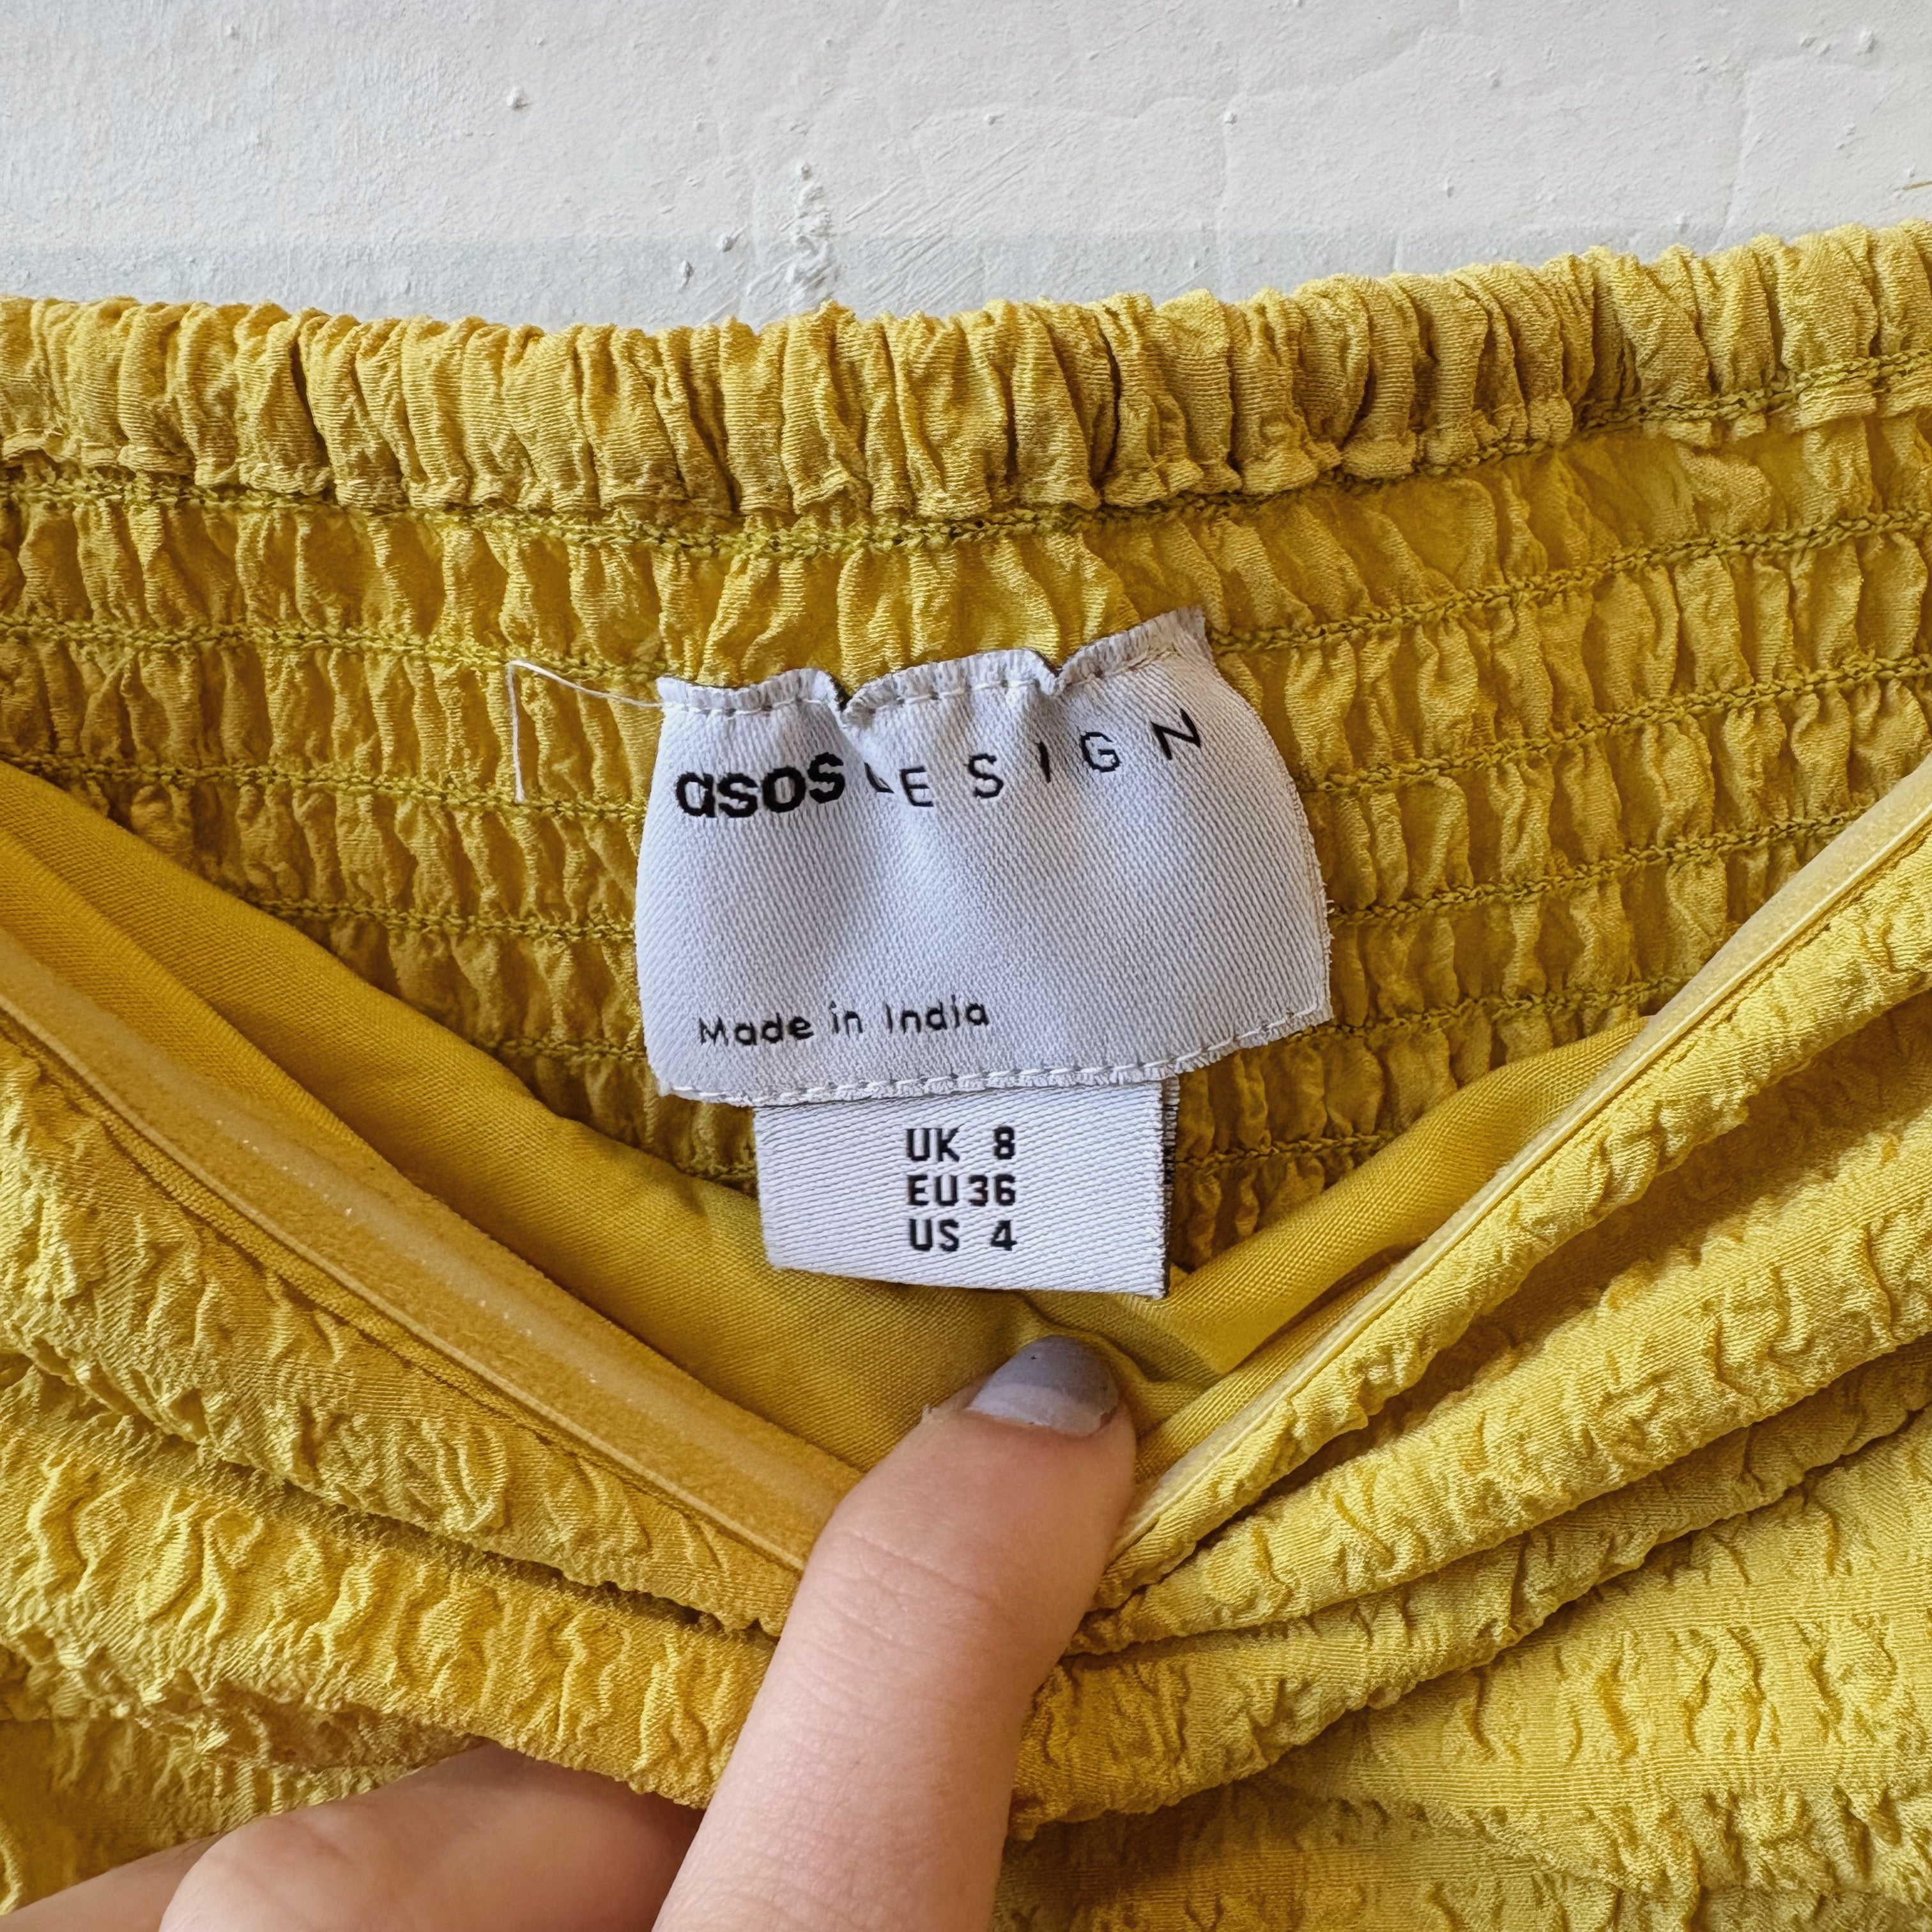 asos DESIGN
Made in India
UK 8
EU 36
US 4